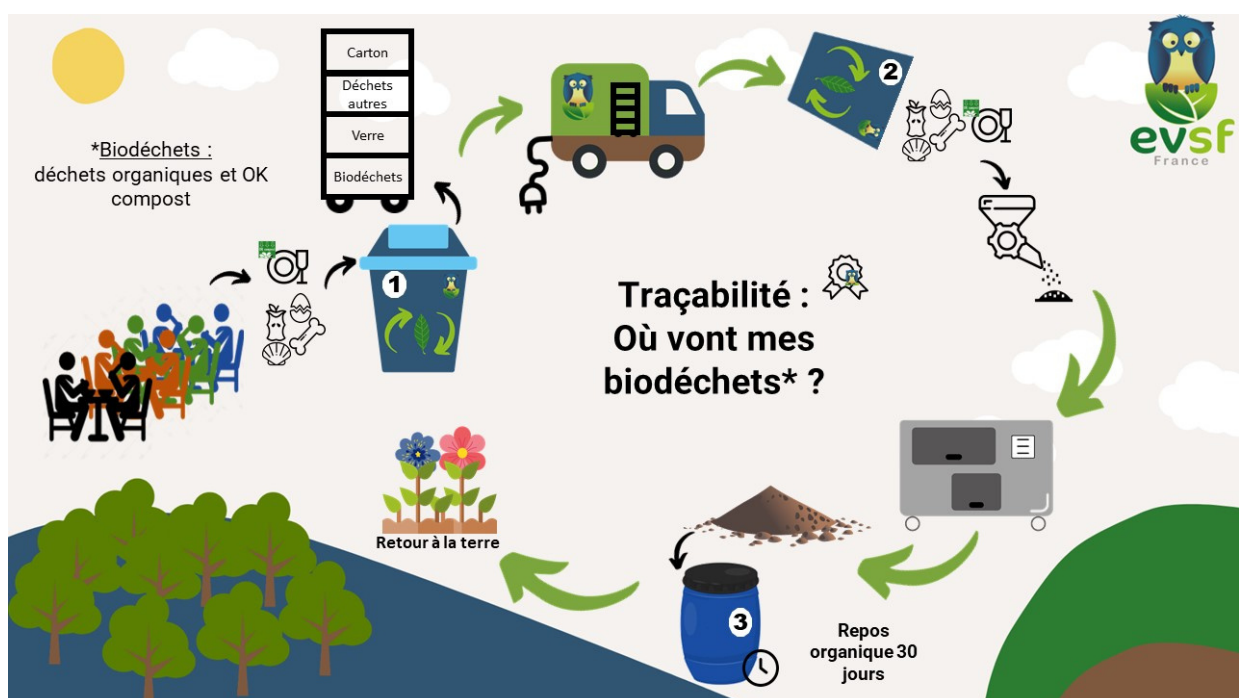 Carton
Déchets
autres
Verre
Biodéchets
*Biodéchets :
déchets organiques et OK
compost
1
2
evsf
France
Traçabilité :
Où vont mes
biodéchets* ?
Retour à la terre
3
Repos
organique 30
jours